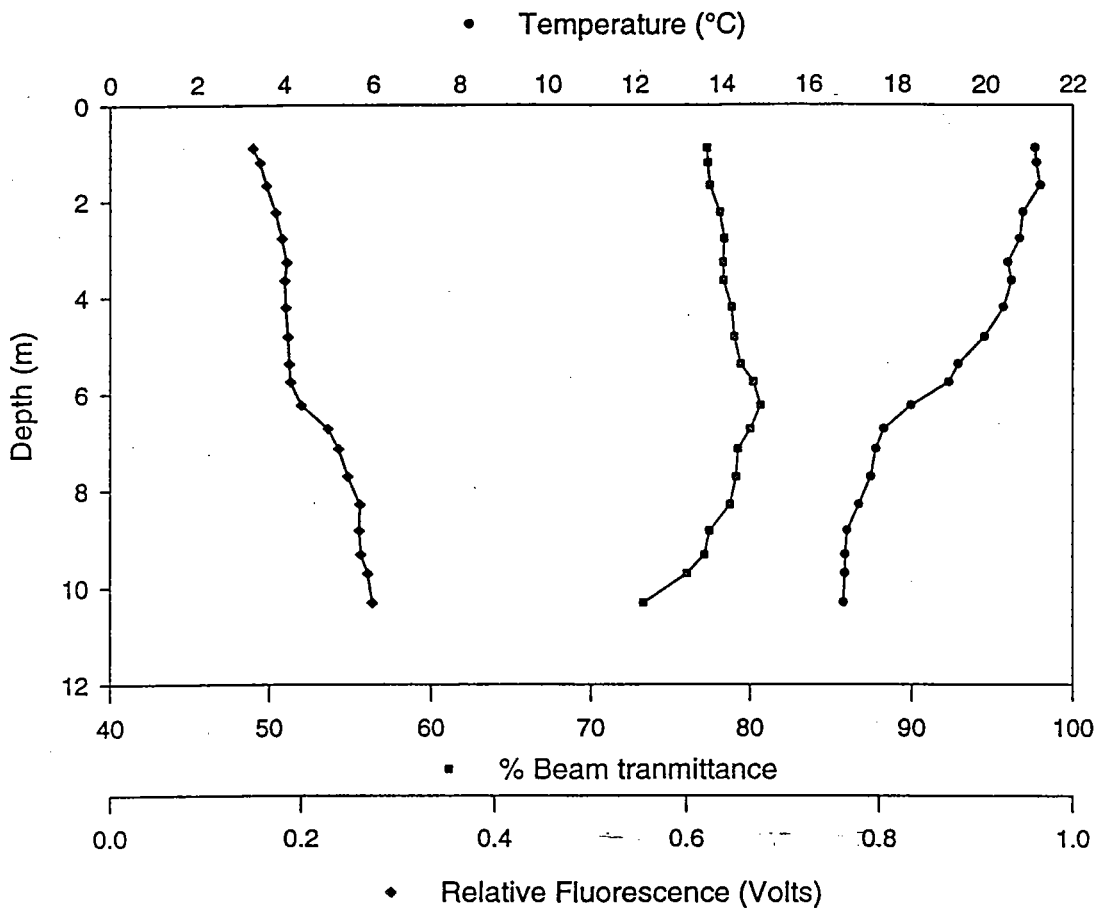 ● Temperature (°C)
0 2 4 6 8 10 12 14 16 18 20 22
0
2
4
6
8
10
12
Depth (m)
40 50 60 70 80 90 100
■ % Beam tranmittance
0.0 0.2 0.4 0.6 0.8 1.0
◆ Relative Fluorescence (Volts)